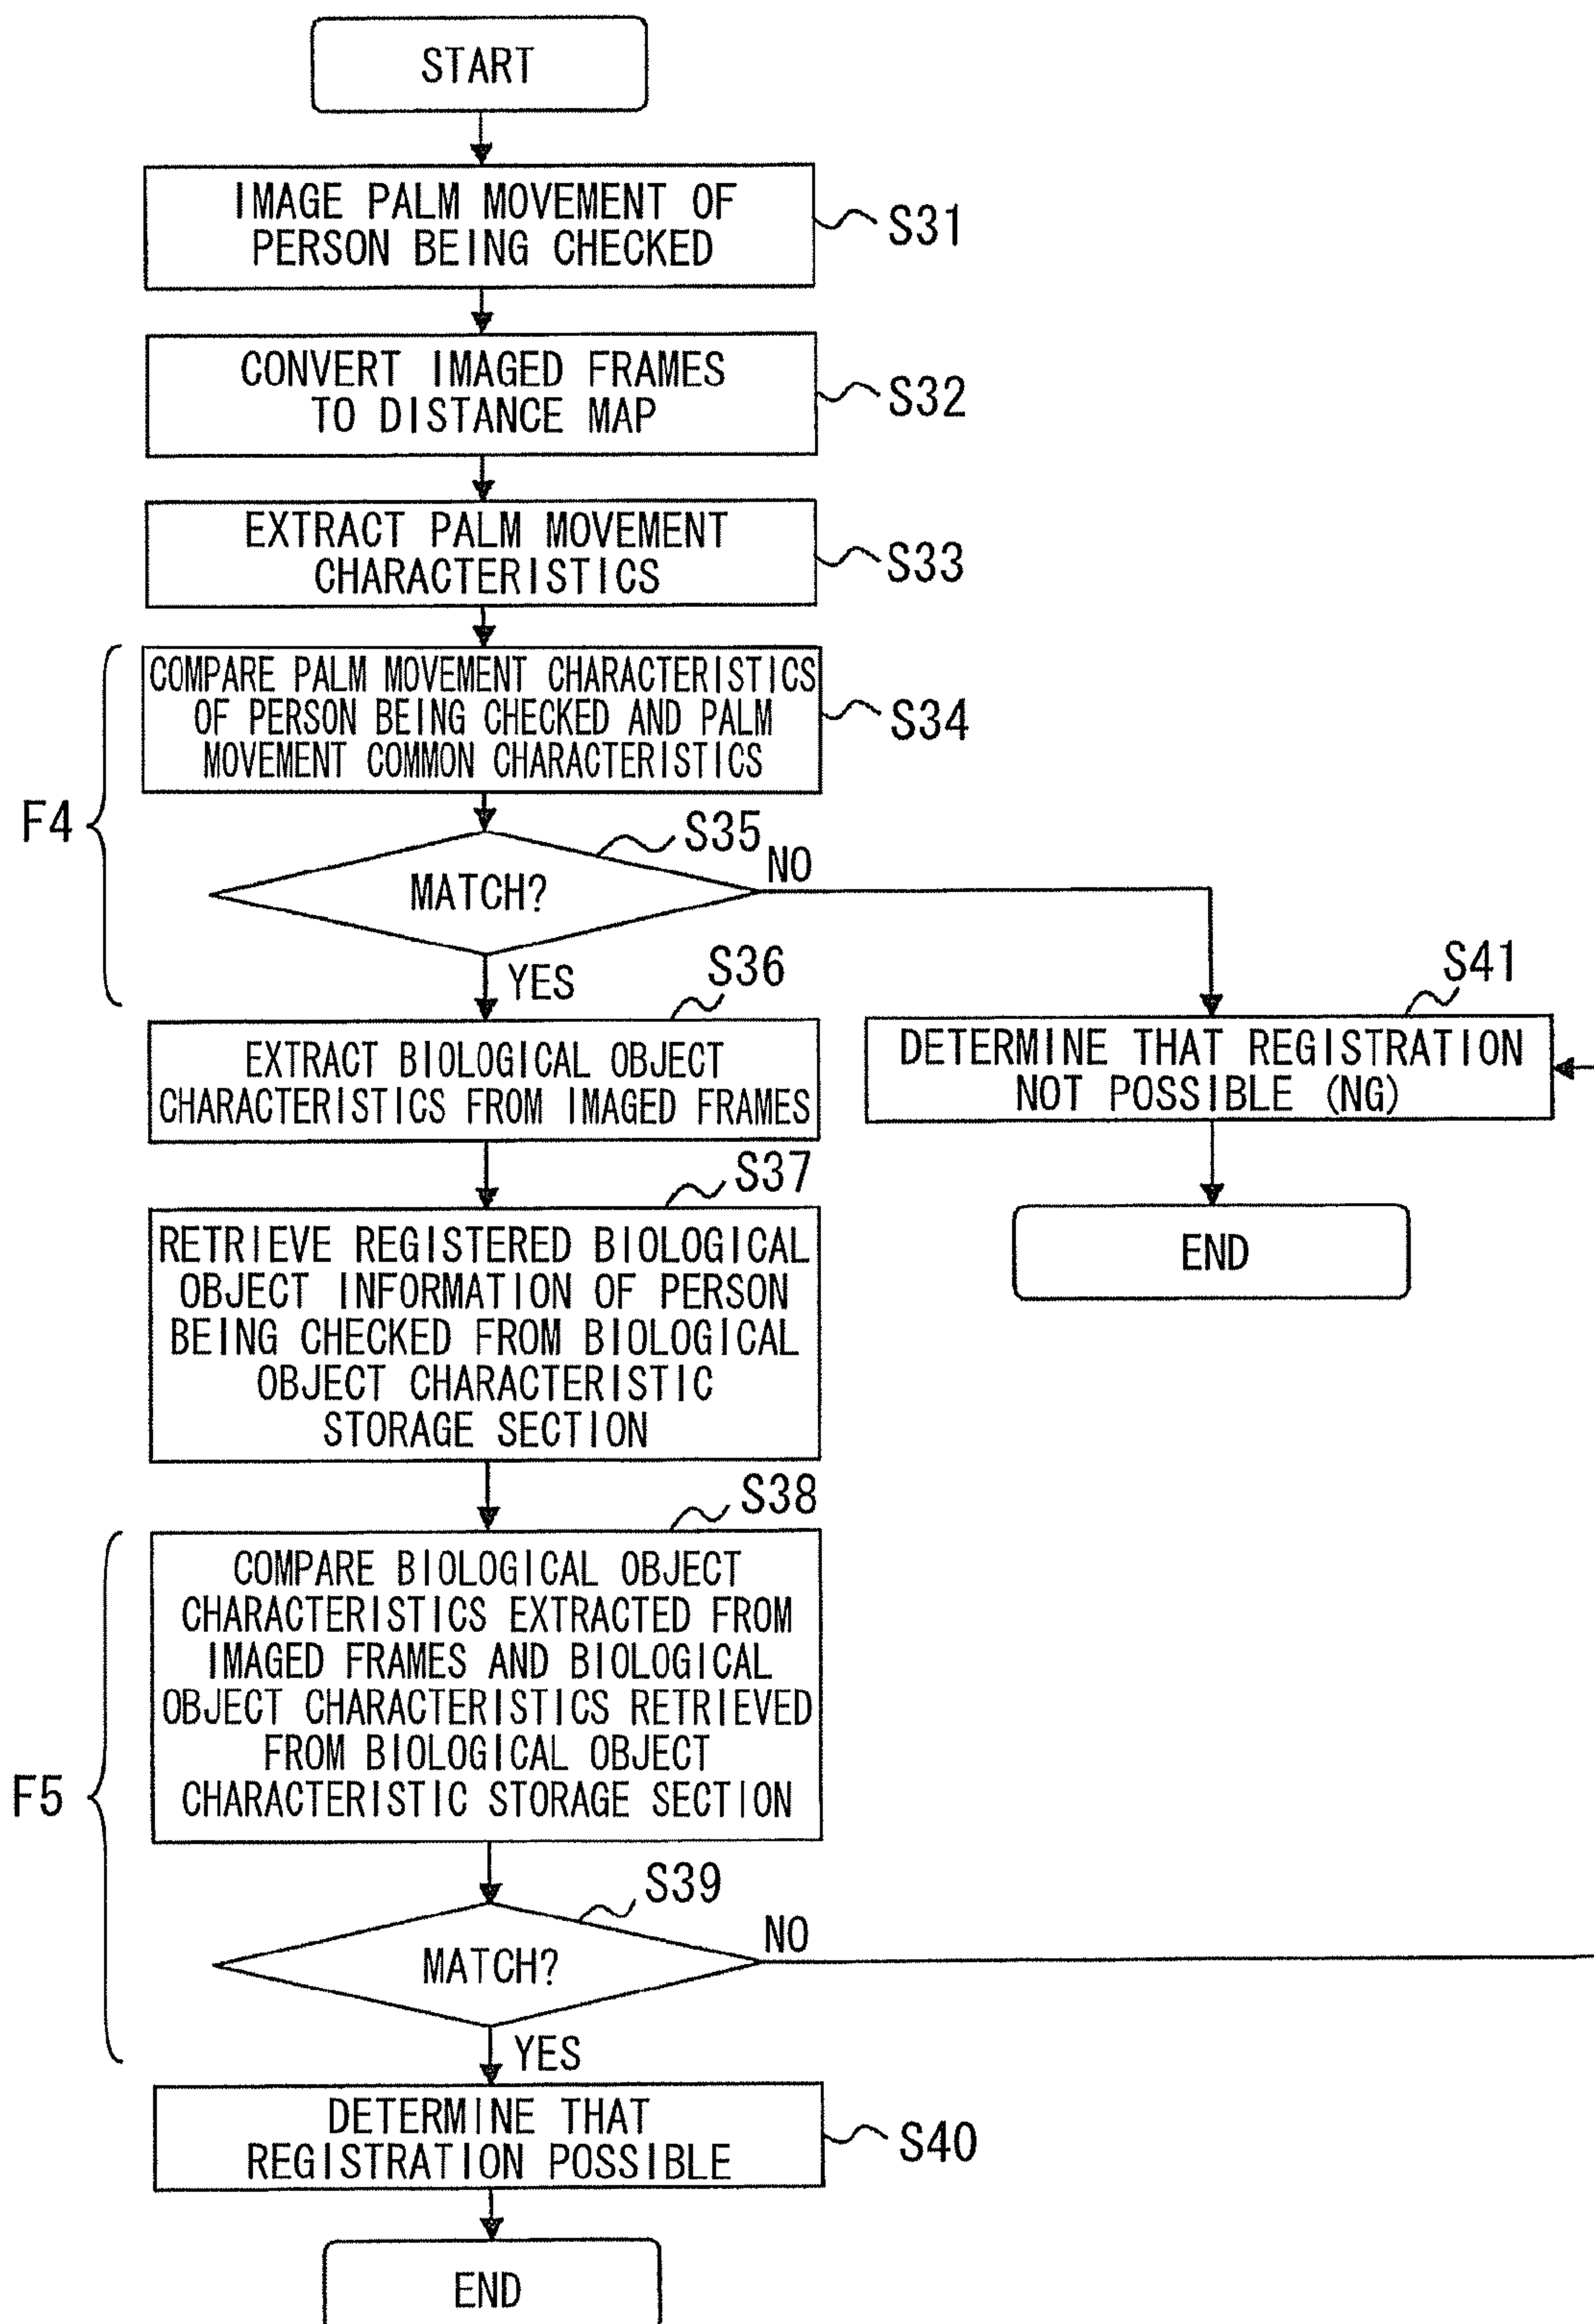 START
IMAGE PALM MOVEMENT OF
PERSON BEING CHECKED
S31
CONVERT IMAGED FRAMES
TO DISTANCE MAP
S32
EXTRACT PALM MOVEMENT
CHARACTERISTICS
S33
COMPARE PALM MOVEMENT CHARACTERISTICS
OF PERSON BEING CHECKED AND PALM
MOVEMENT COMMON CHARACTERISTICS
S34
F4
S35
MATCH?
NO
YES
S36
EXTRACT BIOLOGICAL OBJECT
CHARACTERISTICS FROM IMAGED FRAMES
S41
DETERMINE THAT REGISTRATION
NOT POSSIBLE (NG)
END
S37
RETRIEVE REGISTERED BIOLOGICAL
OBJECT INFORMATION OF PERSON
BEING CHECKED FROM BIOLOGICAL
OBJECT CHARACTERISTIC
STORAGE SECTION
S38
COMPARE BIOLOGICAL OBJECT
CHARACTERISTICS EXTRACTED FROM
IMAGED FRAMES AND BIOLOGICAL
OBJECT CHARACTERISTICS RETRIEVED
FROM BIOLOGICAL OBJECT
CHARACTERISTIC STORAGE SECTION
F5
S39
MATCH?
NO
YES
DETERMINE THAT
REGISTRATION POSSIBLE
S40
END